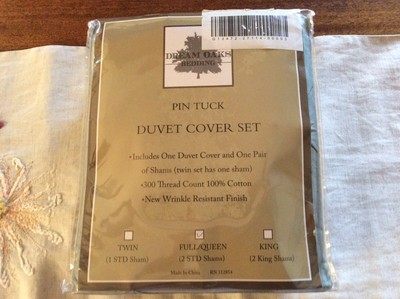 DREAM OAKS
BEDDING
PIN TUCK
DUVET COVER SET
•Includes One Duvet Cover and One Pair
of Shams (twin set has one sham)
•300 Thread Count 100% Cotton
•New Wrinkle Resistant Finish
TWIN
(1 STD Sham)
FULL/QUEEN
(2 STD Shams)
KING
(2 King Shams)
Made In China